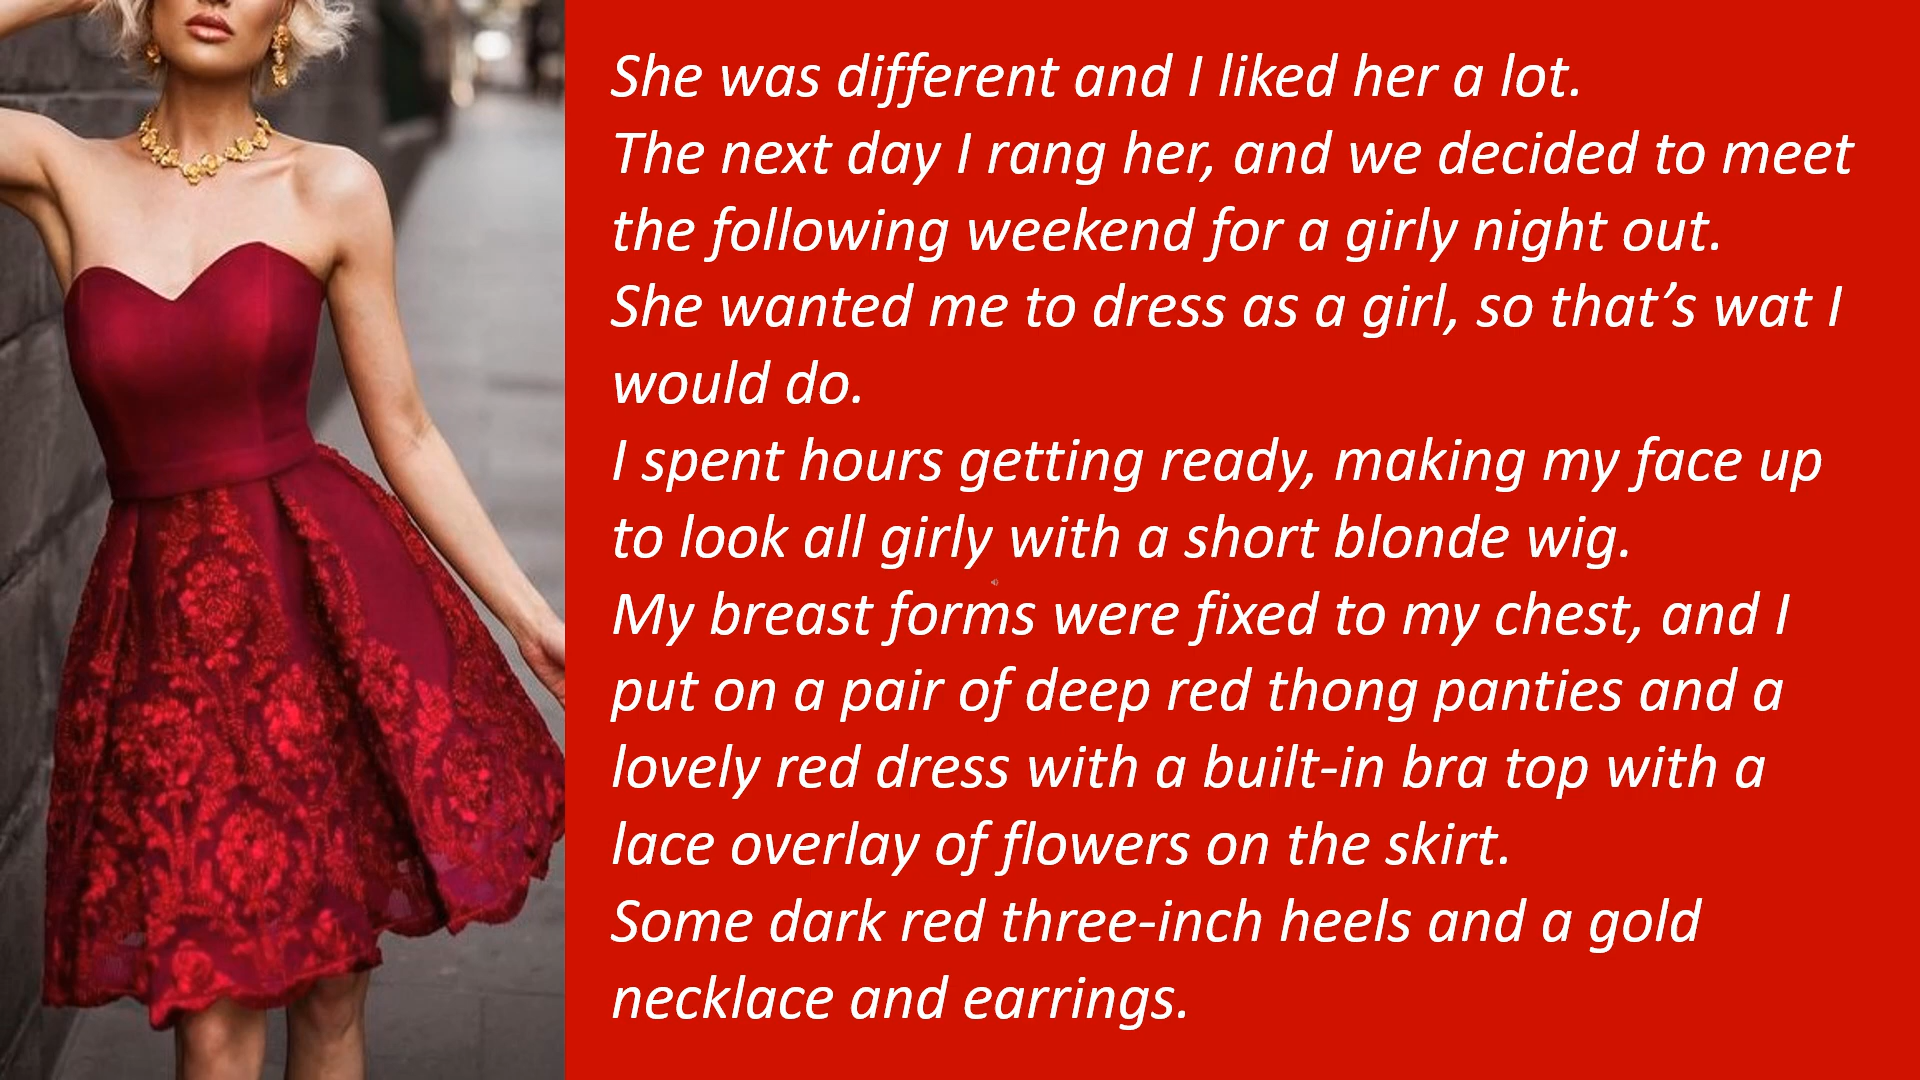 She was different and I liked her a lot.
The next day I rang her, and we decided to meet
the following weekend for a girly night out.
She wanted me to dress as a girl, so that’s wat I
would do.
I spent hours getting ready, making my face up
to look all girly with a short blonde wig.
My breast forms were fixed to my chest, and I
put on a pair of deep red thong panties and a
lovely red dress with a built-in bra top with a
lace overlay of flowers on the skirt.
Some dark red three-inch heels and a gold
necklace and earrings.